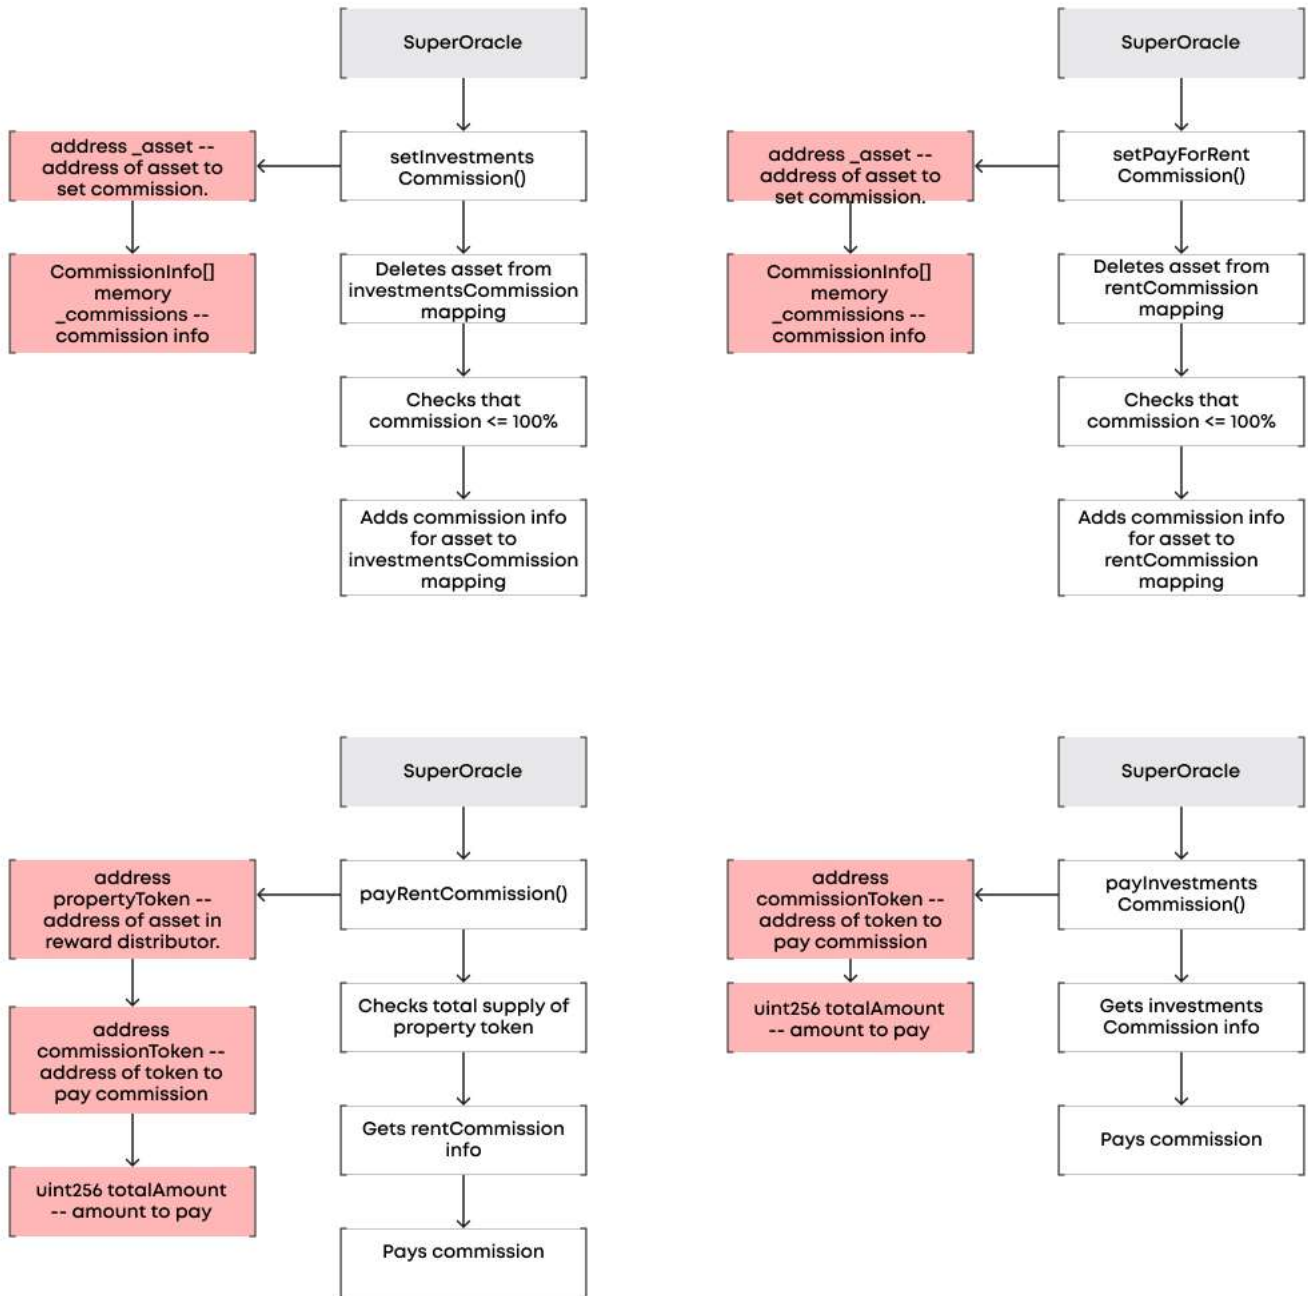 SuperOracle
address _asset --
address of asset to
set commission.
setInvestments
Commission()
CommissionInfo[]
memory
_commissions --
commission info
Deletes asset from
investmentsCommission
mapping
Checks that
commission <= 100%
Adds commission info
for asset to
investmentsCommission
mapping
SuperOracle
address _asset --
address of asset to
set commission.
setPayForRent
Commission()
CommissionInfo[]
memory
_commissions --
commission info
Deletes asset from
rentCommission
mapping
Checks that
commission <= 100%
Adds commission info
for asset to
rentCommission
mapping
SuperOracle
address
propertyToken --
address of asset in
reward distributor.
payRentCommission()
address
commissionToken --
address of token to
pay commission
uint256 totalAmount
-- amount to pay
Checks total supply of
property token
Gets rentCommission
info
Pays commission
SuperOracle
address
commissionToken --
address of token to
pay commission
payInvestments
Commission()
uint256 totalAmount
-- amount to pay
Gets investments
Commission info
Pays commission